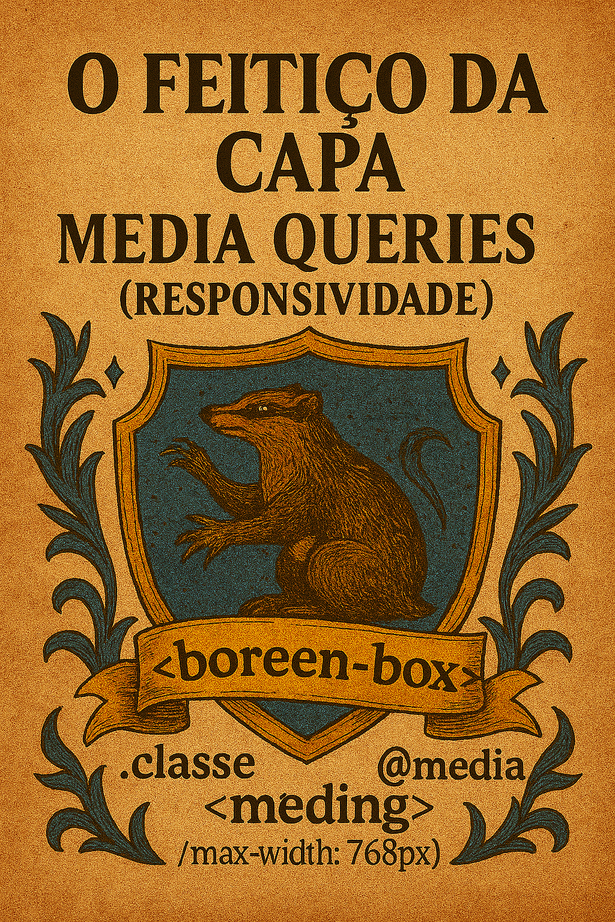 O FEITIÇO DA
CAPA
MEDIA QUERIES
(RESPONSIVIDADE)
<boreen-box>
.classe @media
<meding>
/max-width: 768px)